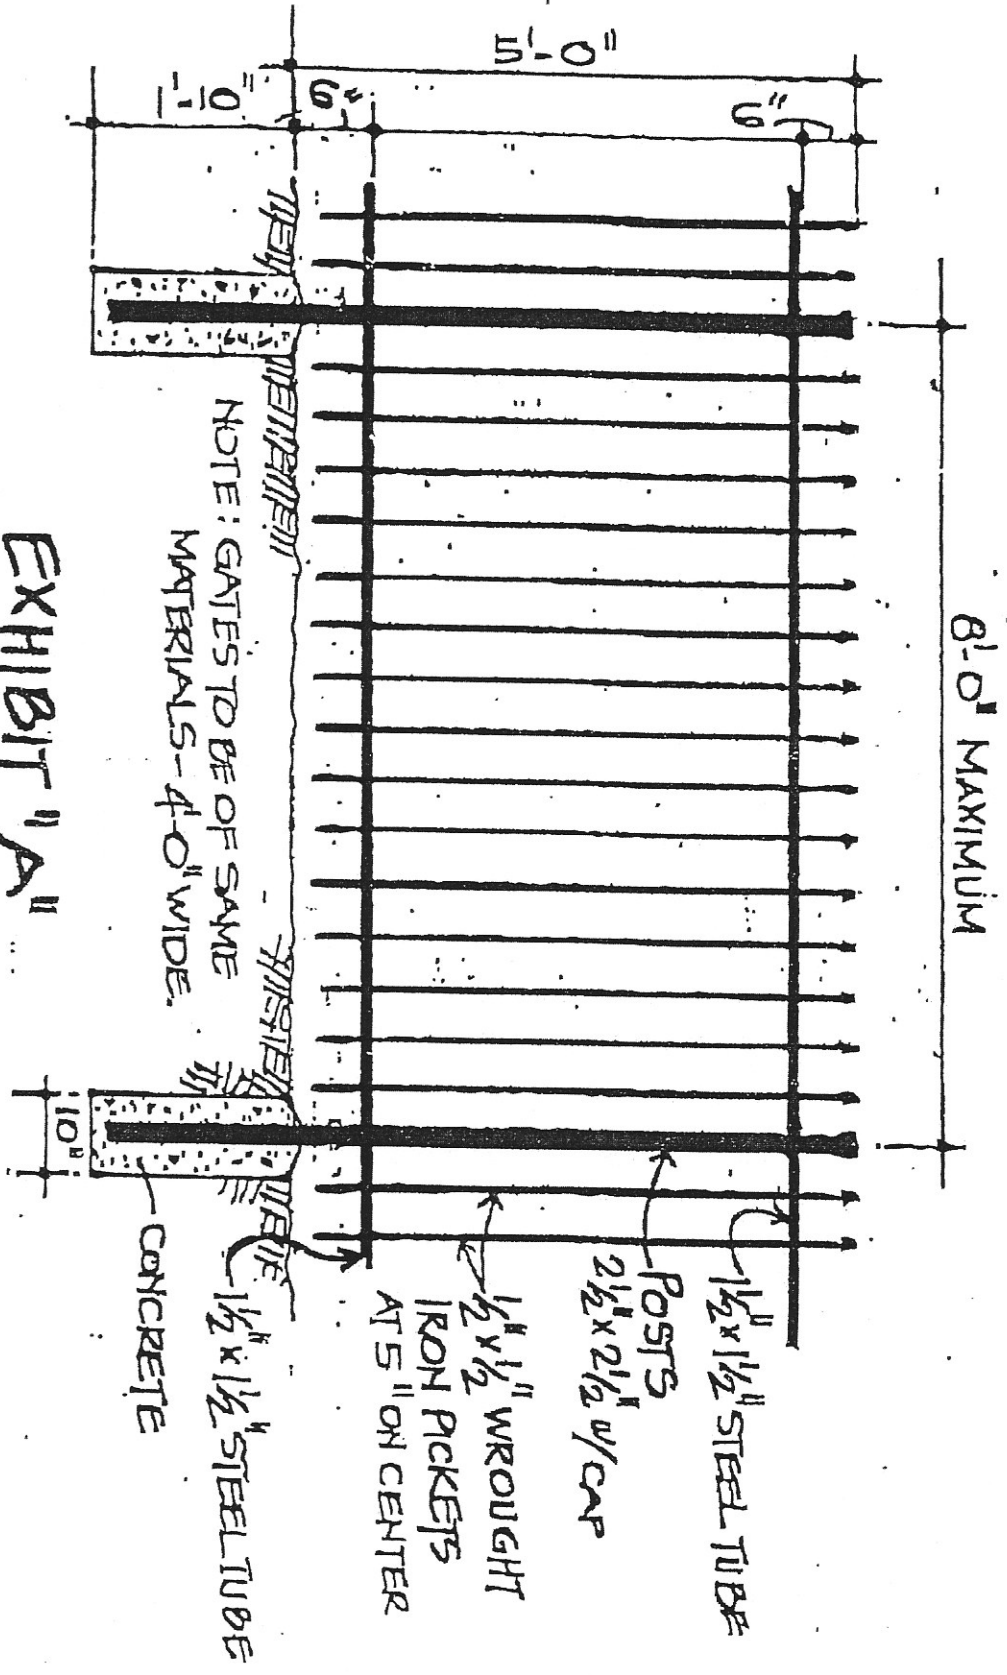 8'-0" MAXIMUM
6"
5'-0"
6"
1'-10"
1½" x 1½" STEEL TUBE
POSTS
2½" x 2½" W/CAP
½" x ½" WROUGHT
IRON PICKETS
AT 5" ON CENTER
1½" x 1½" STEEL TUBE
CONCRETE
10"
NOTE: GATES TO BE OF SAME
MATERIALS - 4'-0" WIDE.
EXHIBIT "A"